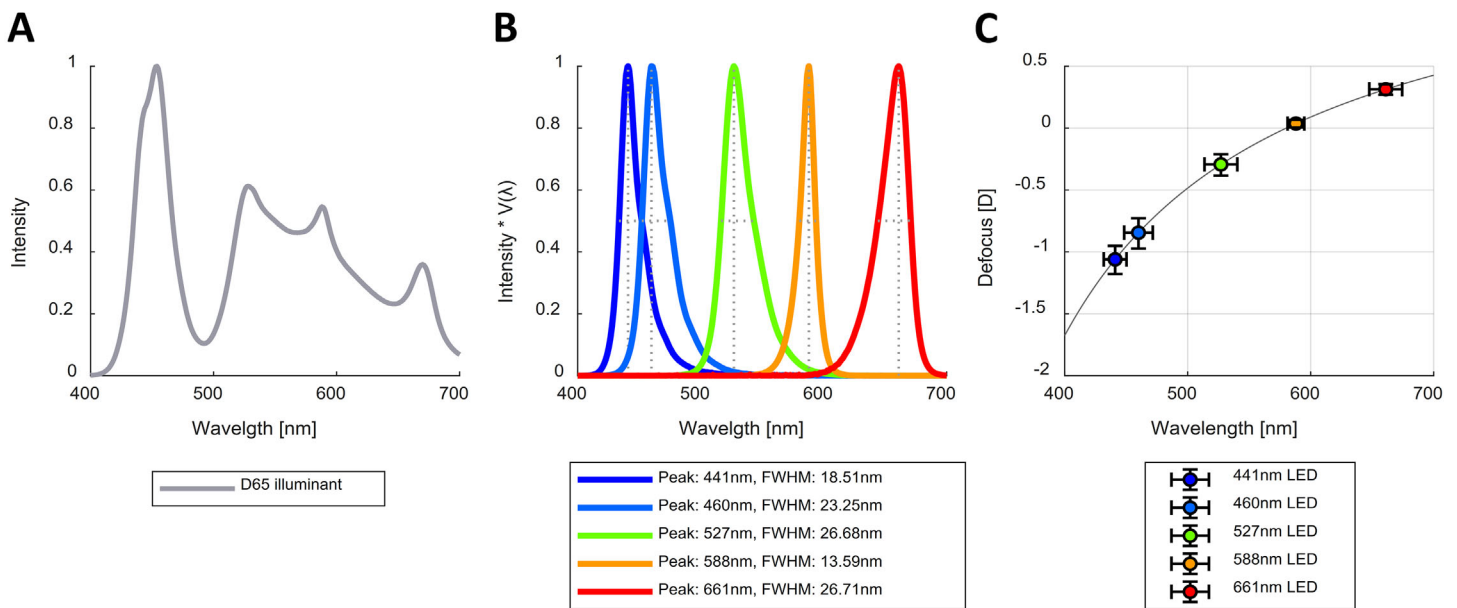 A
B
C
1
0.8
0.6
0.4
0.2
0
400
500
600
700
Intensity
Wavelgth [nm]
D65 illuminant
1
0.8
0.6
0.4
0.2
0
400
500
600
700
Intensity * V(λ)
Wavelgth [nm]
Peak: 441nm, FWHM: 18.51nm
Peak: 460nm, FWHM: 23.25nm
Peak: 527nm, FWHM: 26.68nm
Peak: 588nm, FWHM: 13.59nm
Peak: 661nm, FWHM: 26.71nm
0.5
0
-0.5
-1
-1.5
-2
400
500
600
700
Defocus [D]
Wavelength [nm]
441nm LED
460nm LED
527nm LED
588nm LED
661nm LED